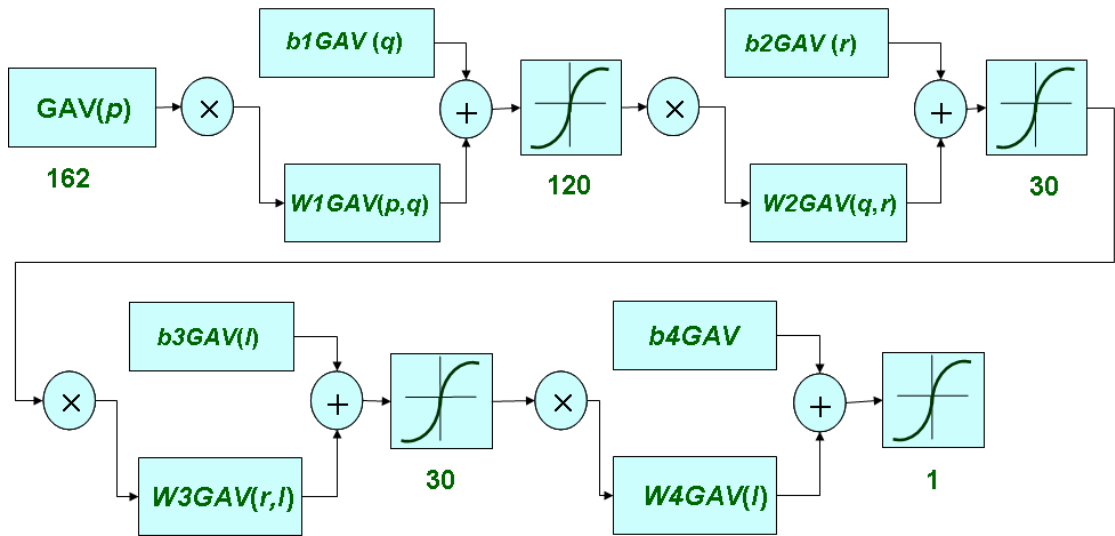 b1GAV (q)
b2GAV (r)
GAV(p)
×
+
×
+
162
W1GAV(p,q)
120
W2GAV(q,r)
30
b3GAV(l)
b4GAV
×
+
×
+
W3GAV(r,l)
30
W4GAV(l)
1